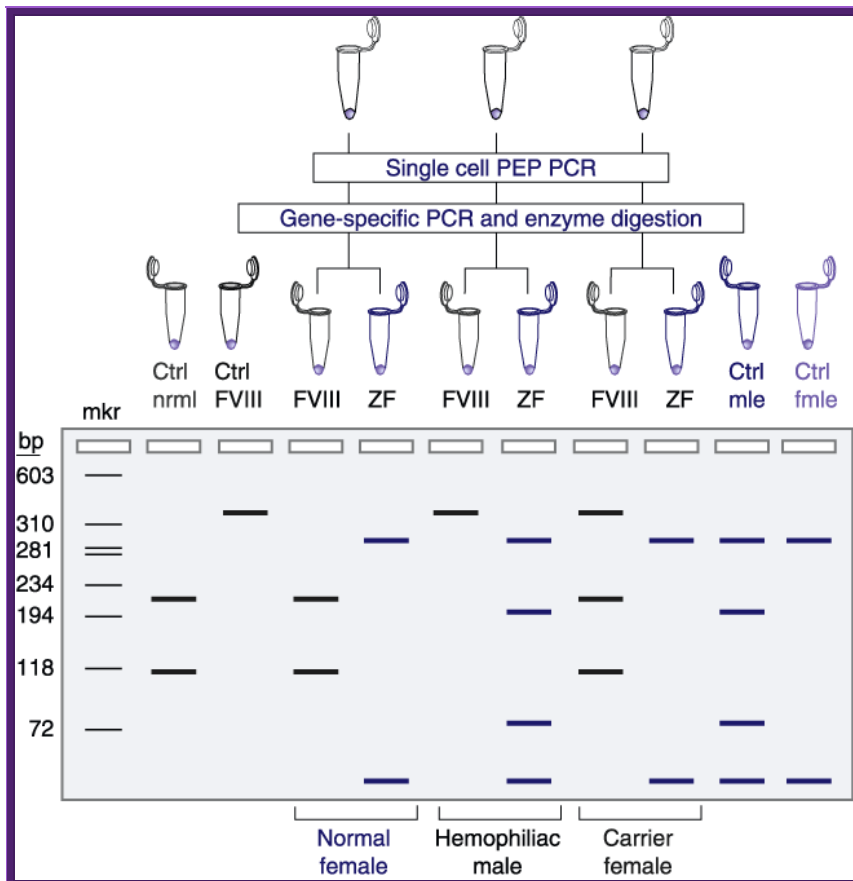 Single cell PEP PCR
Gene-specific PCR and enzyme digestion
Ctrl nrml
Ctrl FVIII
FVIII
ZF
FVIII
ZF
FVIII
ZF
Ctrl mle
Ctrl fmle
mkr
bp
603
310
281
234
194
118
72
Normal female
Hemophiliac male
Carrier female